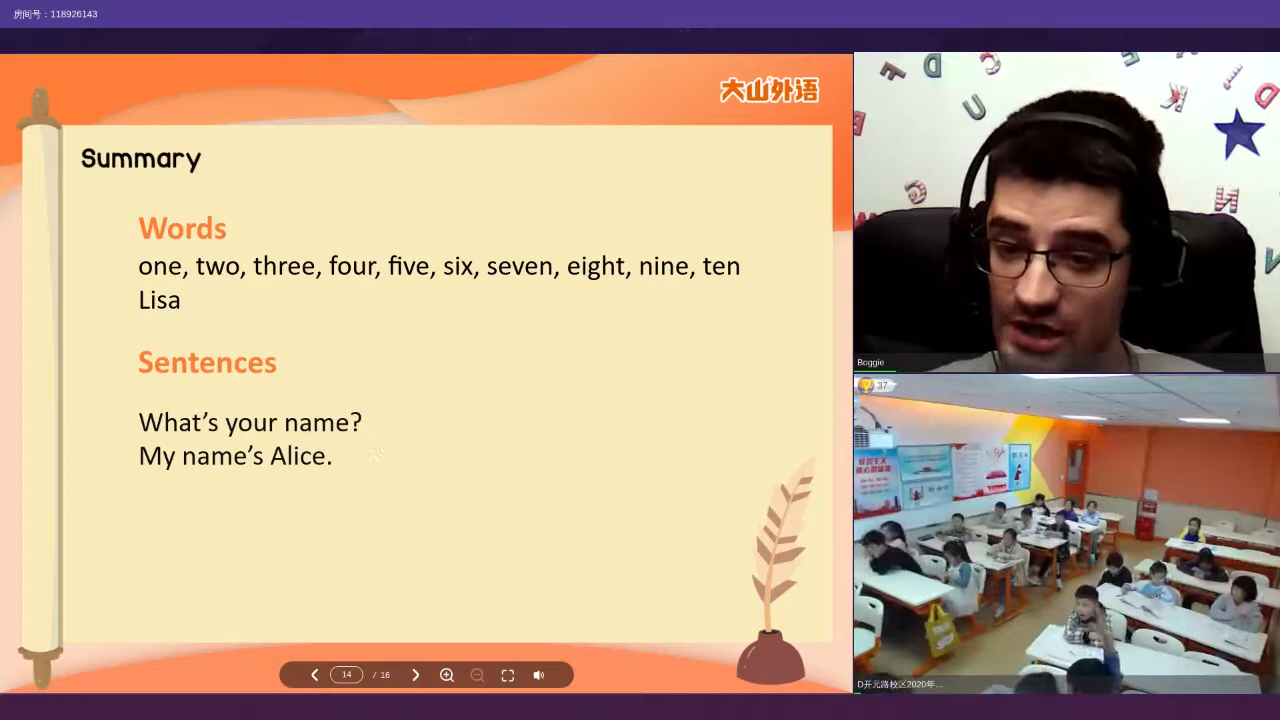 房间号：118926143
大山外语
Summary
Words
one, two, three, four, five, six, seven, eight, nine, ten
Lisa
Sentences
What's your name?
My name's Alice.
14 / 16
Boggie
37
D开元路校区2020年...